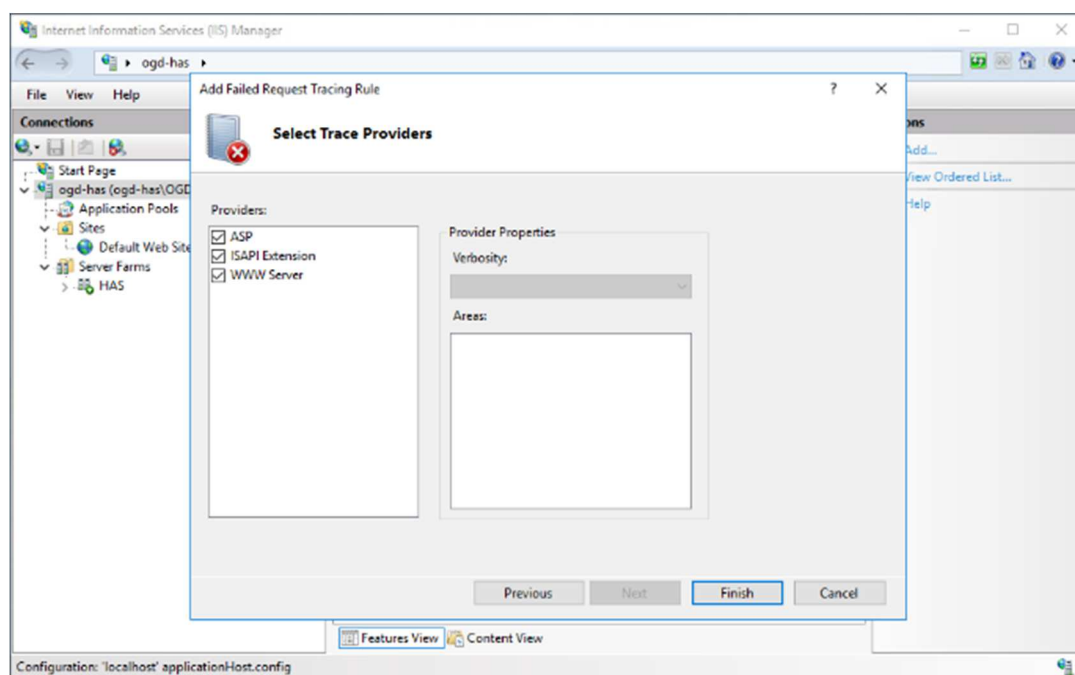 Internet Information Services (IIS) Manager
ogd-has
File View Help
Connections
Start Page
ogd-has (ogd-has\OGD
Application Pools
Sites
Default Web Site
Server Farms
HAS
Add Failed Request Tracing Rule
?
Select Trace Providers
Providers:
ASP
ISAPI Extension
WWW Server
Provider Properties
Verbosity:
Areas:
Previous Next Finish Cancel
ons
Add...
View Ordered List...
Help
Features View Content View
Configuration: 'localhost' applicationHost.config